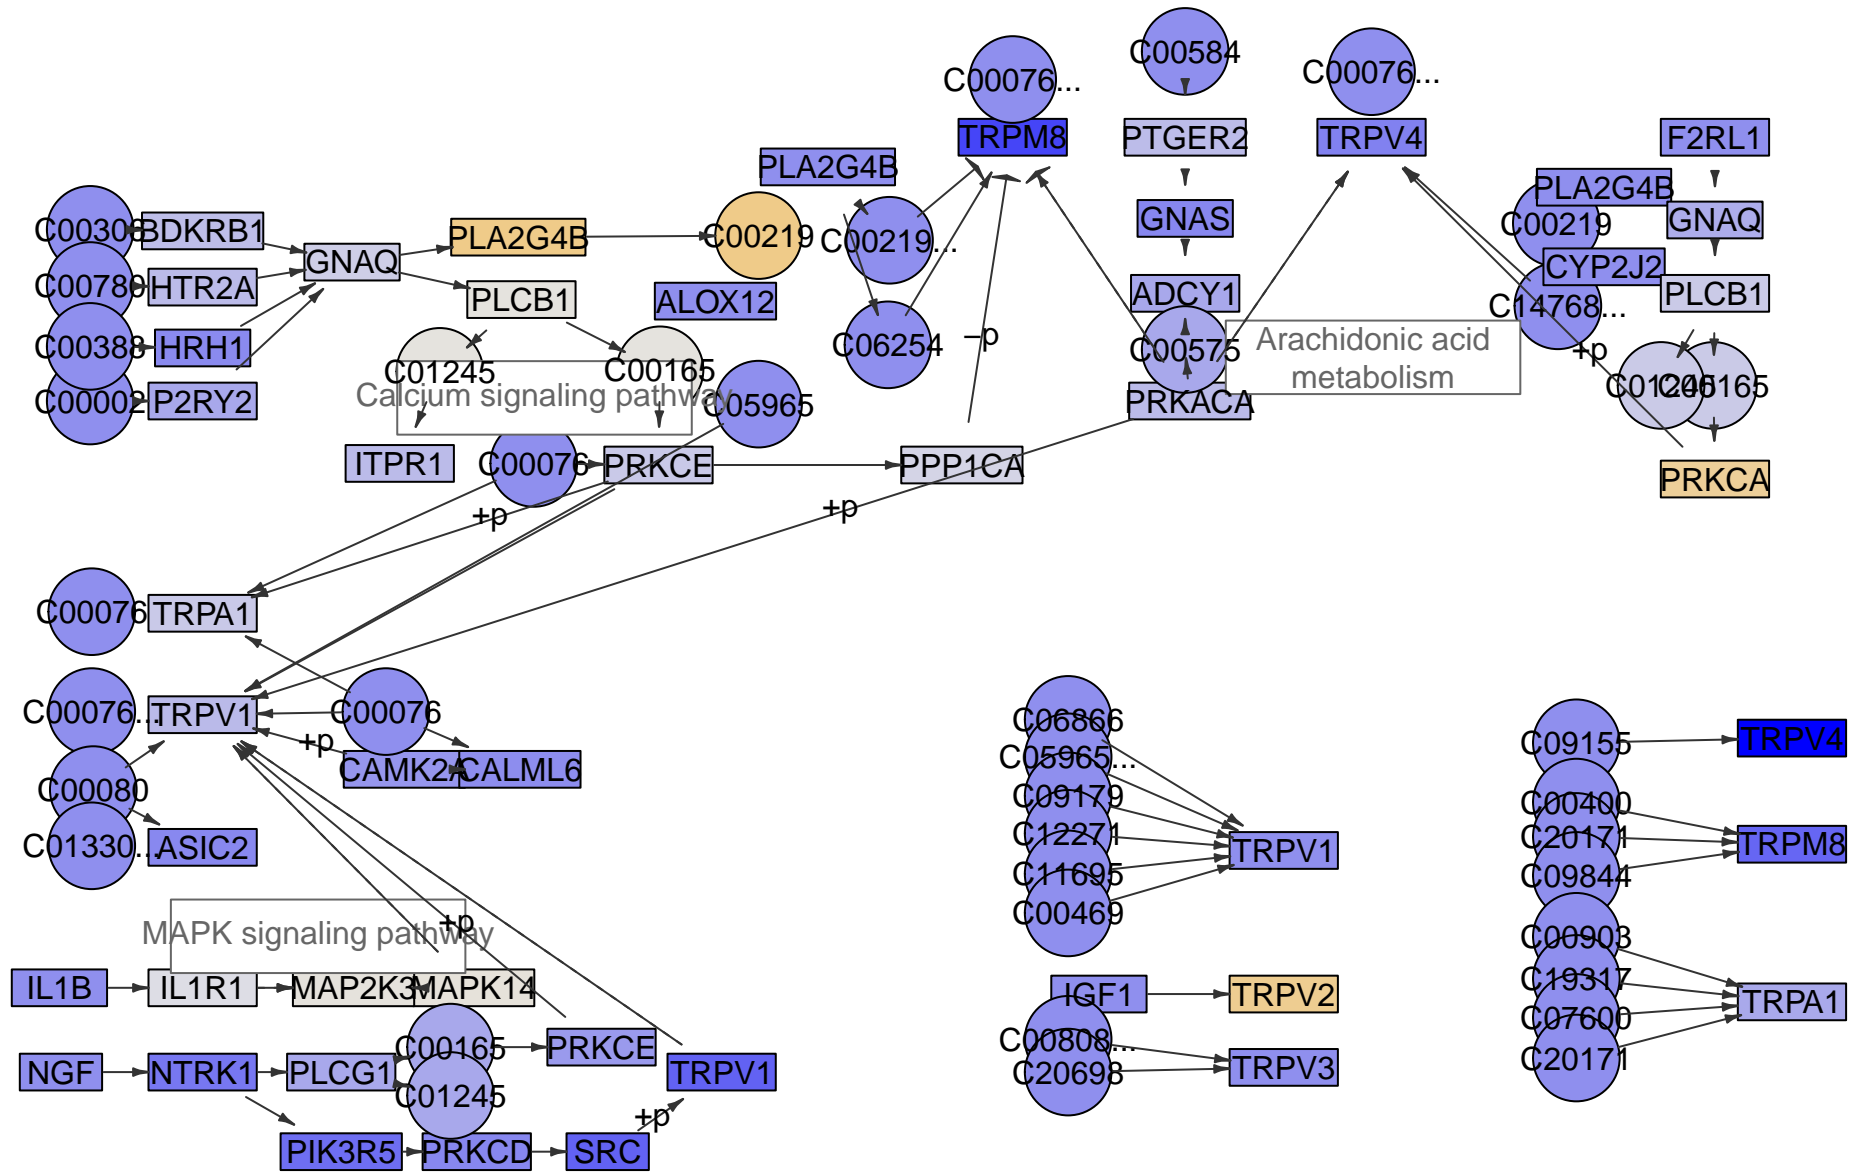 C00584
C00076...
C00076...
TRPM8
PTGER2
TRPV4
F2RL1
PLA2G4B
PLA2G4B
BDKRB1
PLA2G4B
C00219
C00219...
GNAS
C00219
GNAQ
GNAQ
C00780
HTR2A
PLCB1
ALOX12
ADCY1
CYP2J2
C14768...
PLCB1
C00388
HRH1
C06254
–p
C00575
Arachidonic acid
metabolism
+p
C01245
C00165
Calcium signaling pathway
C00002
P2RY2
C05965
PRKACA
ITPR1
C00076
PRKCE
PPP1CA
PRKCA
+p
+p
C00076
TRPA1
C00076...
TRPV1
C00076
+p
C06866
C05965...
C09155
TRPV4
C00080
CAMK2A
CALML6
C09179
C00400
C01330...
ASIC2
C12271
TRPV1
C20171
TRPM8
C11695
C09844
C00469
MAPK signaling pathway
+p
C00903
IL1B
IL1R1
MAP2K3
MAPK14
IGF1
TRPV2
C19317
TRPA1
C07600
C00165
PRKCE
C00808...
C20171
NGF
NTRK1
PLCG1
C01245
TRPV1
C20698
TRPV3
+p
PIK3R5
PRKCD
SRC